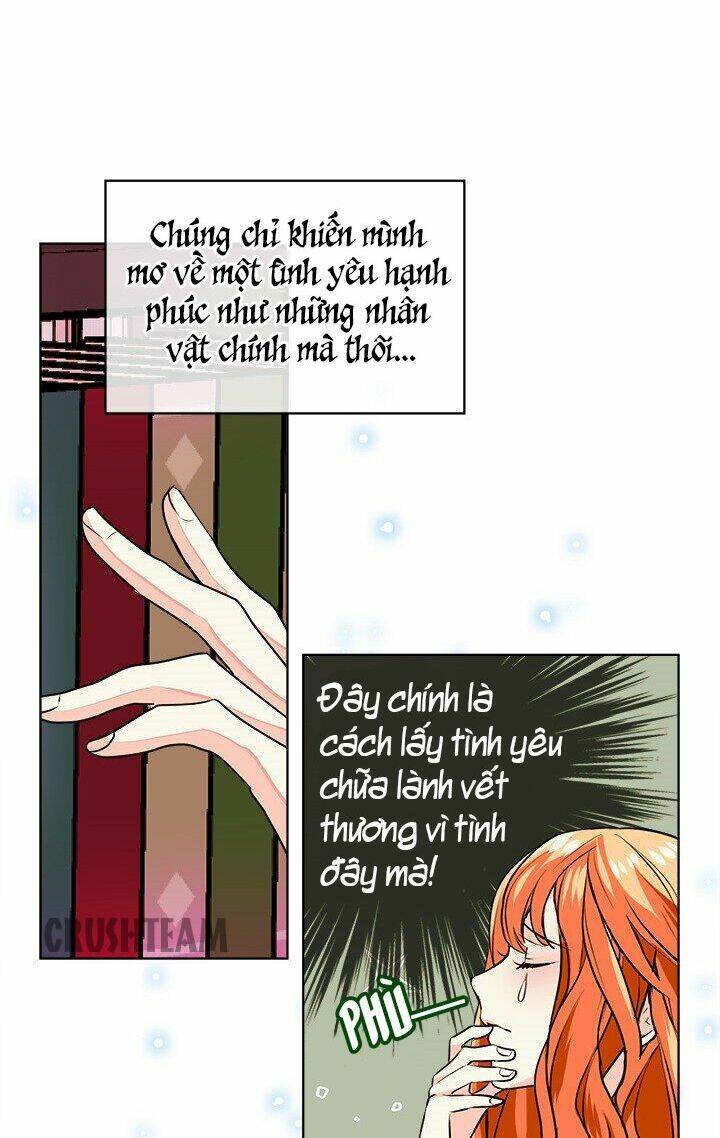 Chúng chỉ khiến mình
mơ về một tình yêu hạnh
phúc như những nhân
vật chính mà thôi...
Đây chính là
cách lấy tình yêu
chữa lành vết
thương vì tình
đây mà!
CRUSHTEAM
PHÙ—